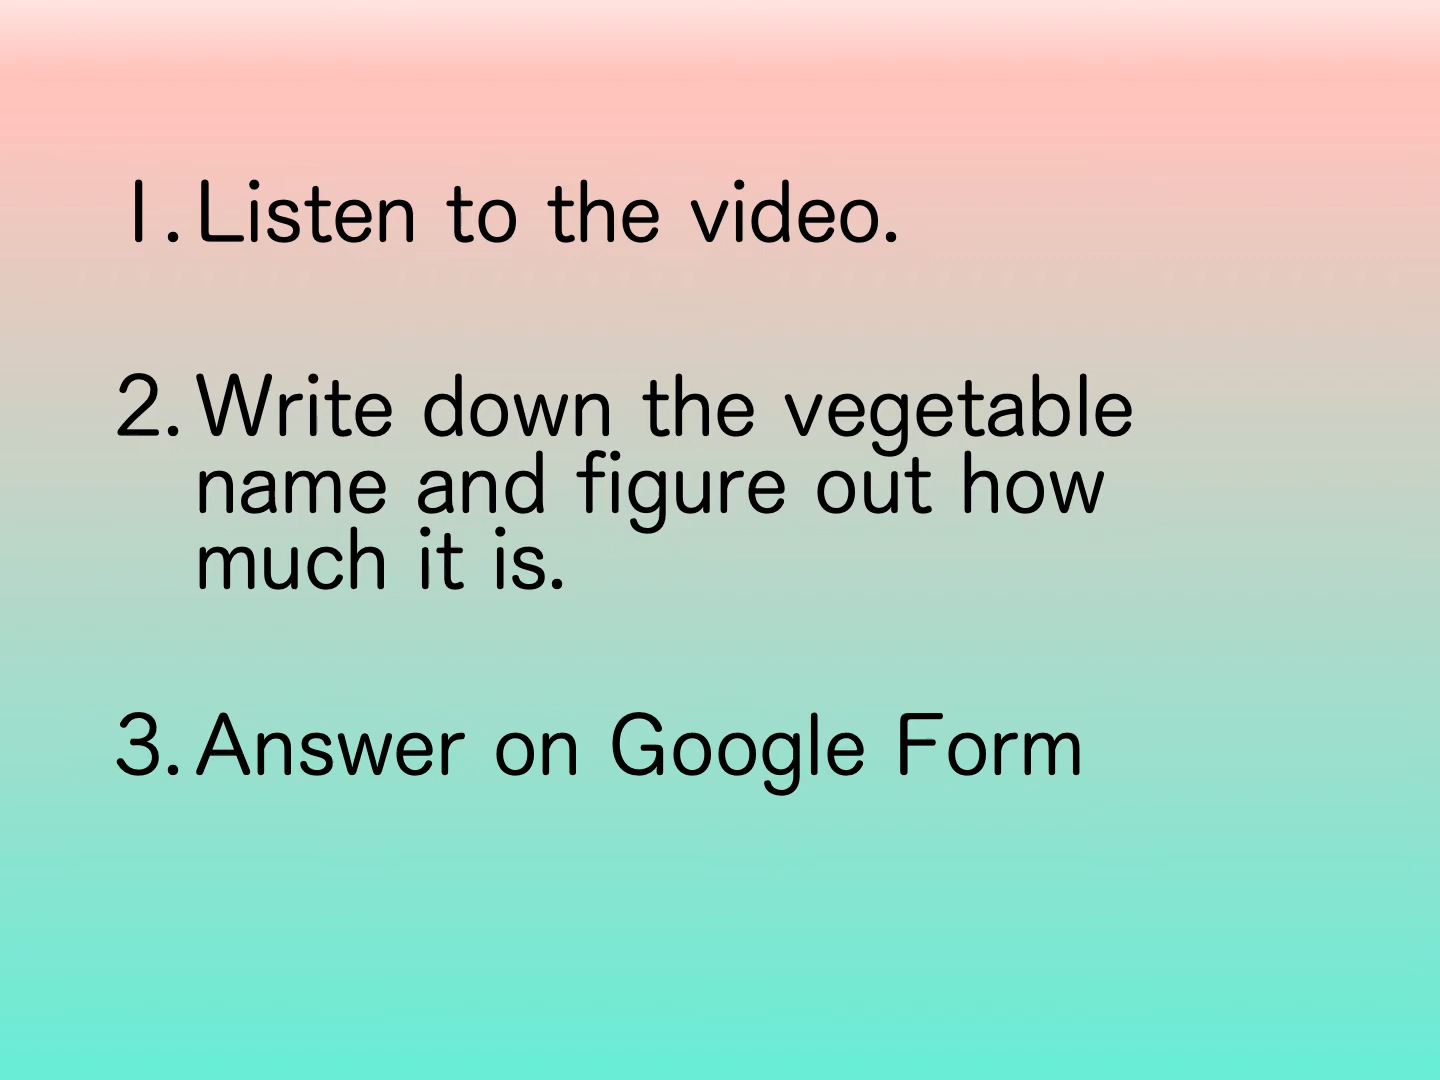 1. Listen to the video.
2. Write down the vegetable
name and figure out how
much it is.
3. Answer on Google Form